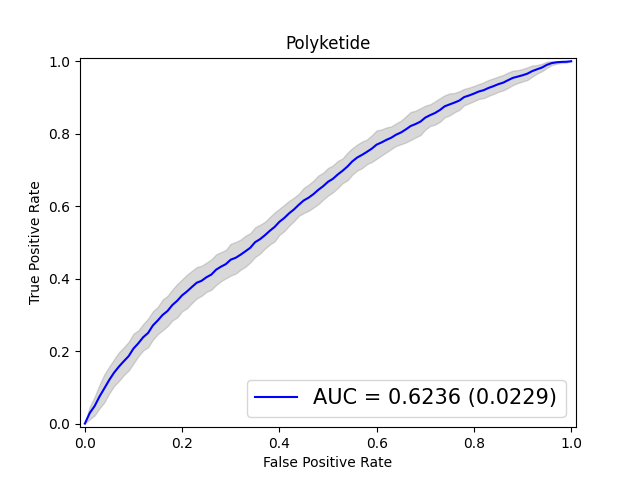 Polyketide
1.0
0.8
0.6
0.4
0.2
0.0
True Positive Rate
AUC = 0.6236 (0.0229)
0.0 0.2 0.4 0.6 0.8 1.0
False Positive Rate